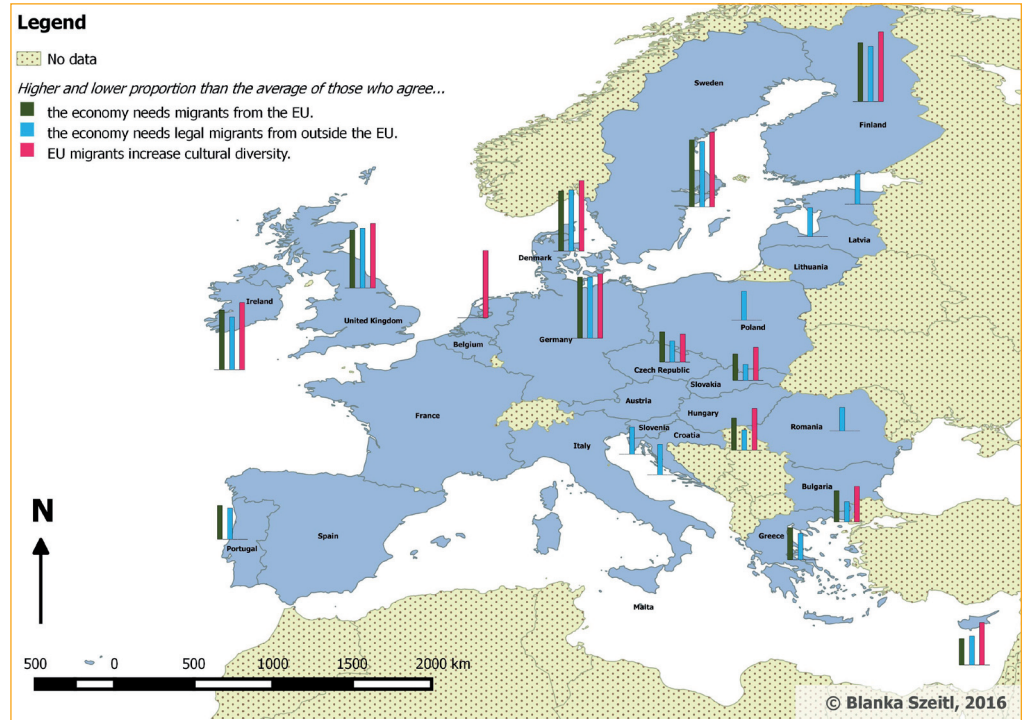 Legend
No data
Higher and lower proportion than the average of those who agree...
the economy needs migrants from the EU.
the economy needs legal migrants from outside the EU.
EU migrants increase cultural diversity.
Sweden
Finland
Latvia
Lithuania
Denmark
Ireland
United Kingdom
Poland
Germany
Belgium
Czech Republic
Slovakia
Austria
France
Hungary
Slovenia
Romania
Croatia
Italy
Bulgaria
N
Spain
Greece
Portugal
Malta
500 0 500 1000 1500 2000 km
© Blanka Szeitl, 2016